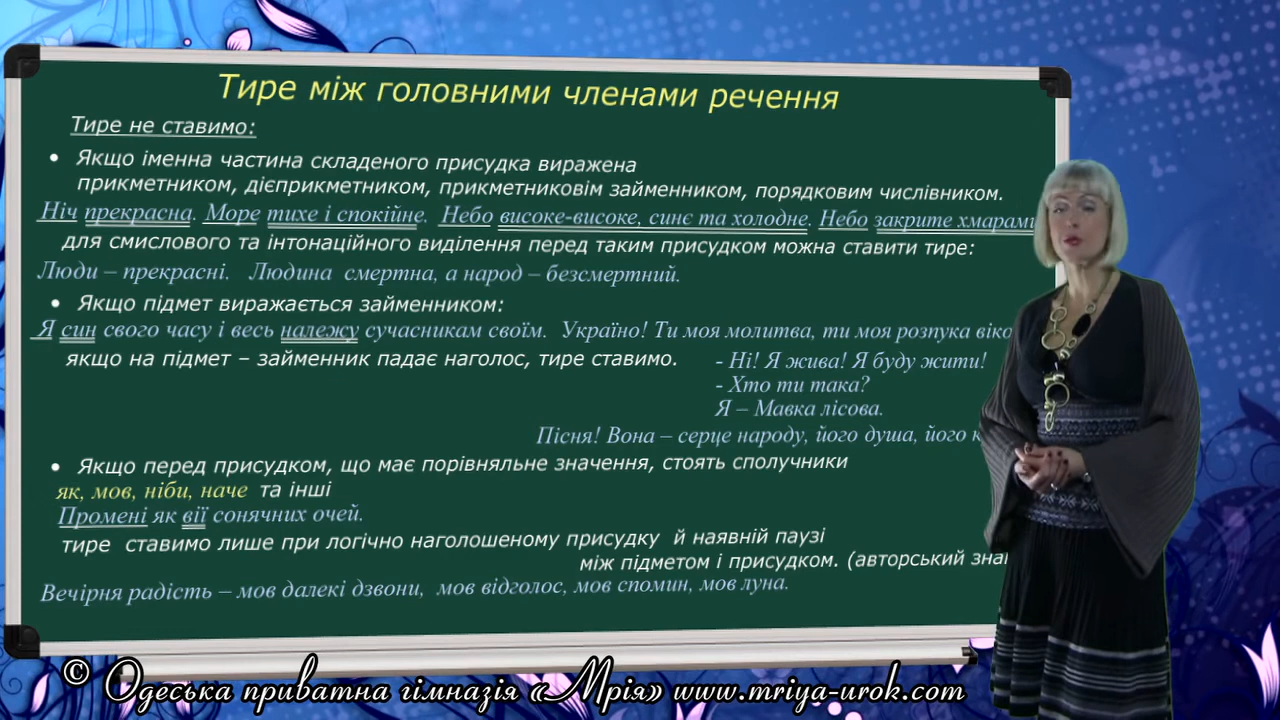 Тире між головними членами речення
Тире не ставимо:
• Якщо іменна частина складеного присудка виражена
прикметником, дієприкметником, прикметниковім займенником, порядковим числівником.
Ніч прекрасна. Море тихе і спокійне. Небо високе-високе, синє та холодне. Небо закрите хмарами
для смислового та інтонаційного виділення перед таким присудком можна ставити тире:
Люди – прекрасні. Людина смертна, а народ – безсмертний.
• Якщо підмет виражається займенником:
Я син свого часу і весь належу сучасникам своїм. Україно! Ти моя молитва, ти моя розпука
якщо на підмет – займенник падає наголос, тире ставимо.
- Ні! Я жива! Я буду жити!
- Хто ти така?
Я – Мавка лісова.
Пісня! Вона – серце народу, його душа, його
• Якщо перед присудком, що має порівняльне значення, стоять сполучники
як, мов, ніби, наче та інші
Промені як вії сонячних очей.
тире ставимо лише при логічно наголошеному присудку й наявній паузі
між підметом і присудком. (авторський
Вечірня радість – мов далекі дзвони, мов відголос, мов спомин, мов луна.
© Одеська приватна гімназія «Мрія» www.mriya-urok.com